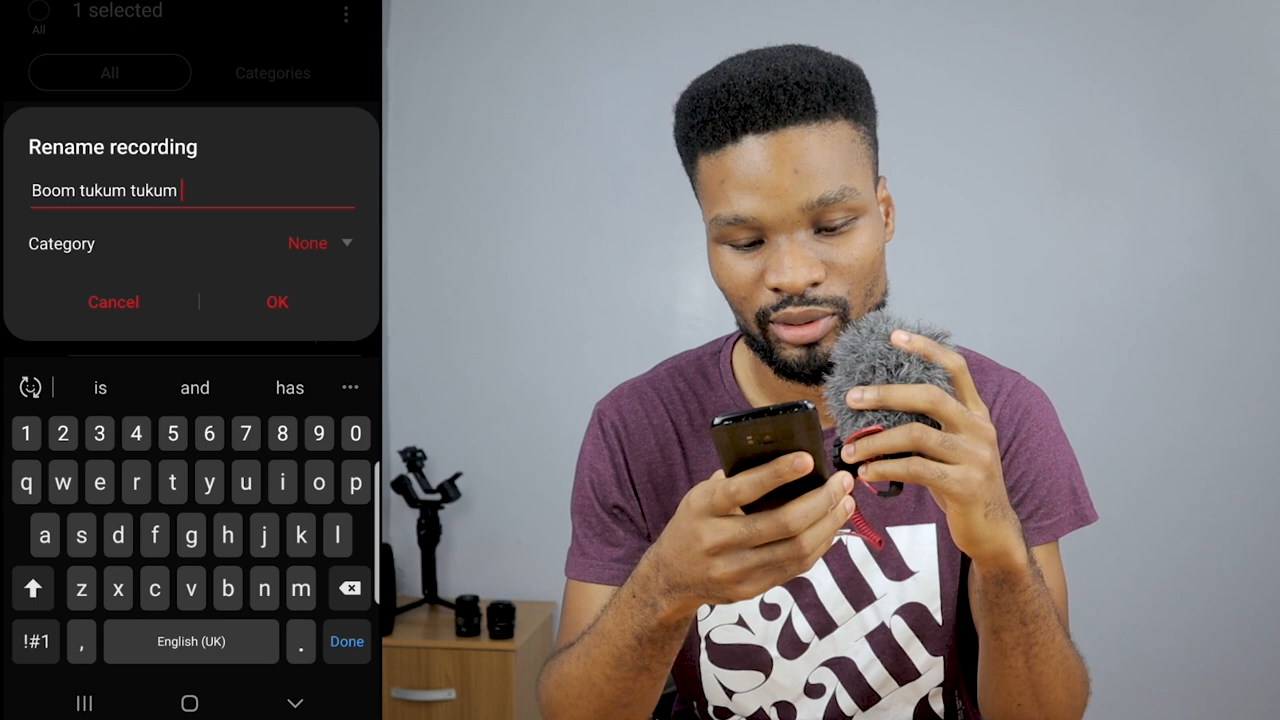 1 selected
All
All Categories
Rename recording
Boom tukum tukum
Category None
Cancel OK
is and has
1 2 3 4 5 6 7 8 9 0
q w e r t y u i o p
a s d f g h j k l
z x c v b n m
!#1 , English (UK) . Done
san